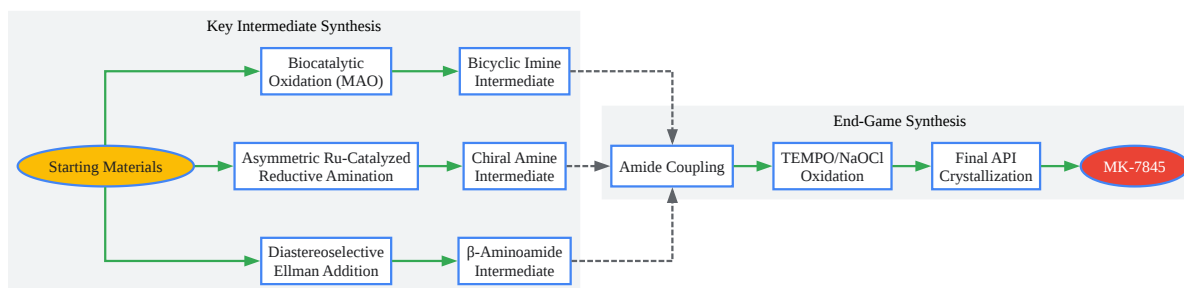 Key Intermediate Synthesis
Biocatalytic
Oxidation (MAO)
Bicyclic Imine
Intermediate
End-Game Synthesis
Starting Materials
Asymmetric Ru-Catalyzed
Reductive Amination
Chiral Amine
Intermediate
Amide Coupling
TEMPO/NaOCl
Oxidation
Final API
Crystallization
MK-7845
Diastereoselective
Ellman Addition
β-Aminoamide
Intermediate